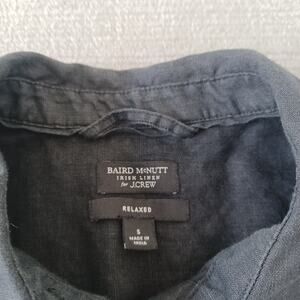 BAIRD McNUTT
IRISH LINEN
for J.CREW
RELAXED
S
MADE IN
INDIA